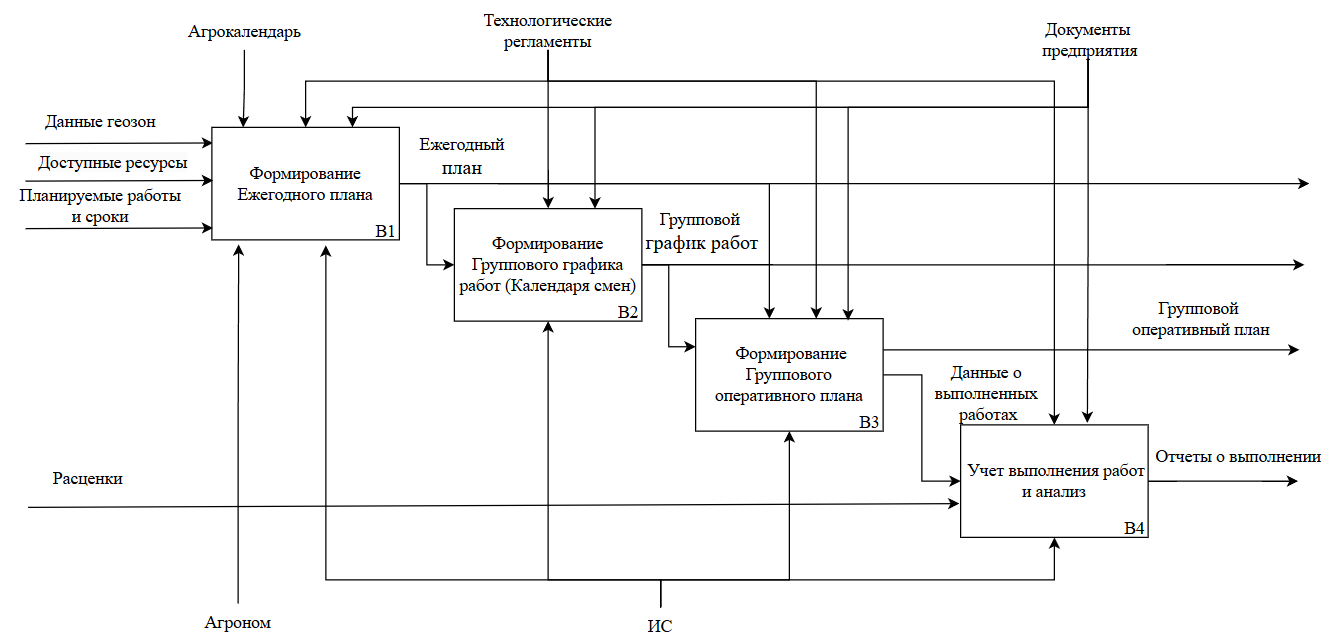 Технологические
регламенты
Агрокалендарь
Документы
предприятия
Данные геозон
Доступные ресурсы
Планируемые работы
и сроки
Формирование
Ежегодного плана
B1
Ежегодный
план
Формирование
Группового графика
работ (Календаря смен)
B2
Групповой
график работ
Групповой
оперативный план
Формирование
Группового
оперативного плана
B3
Данные о
выполненных
работах
Расценки
Учет выполнения работ
и анализ
B4
Отчеты о выполнении
Агроном
ИС